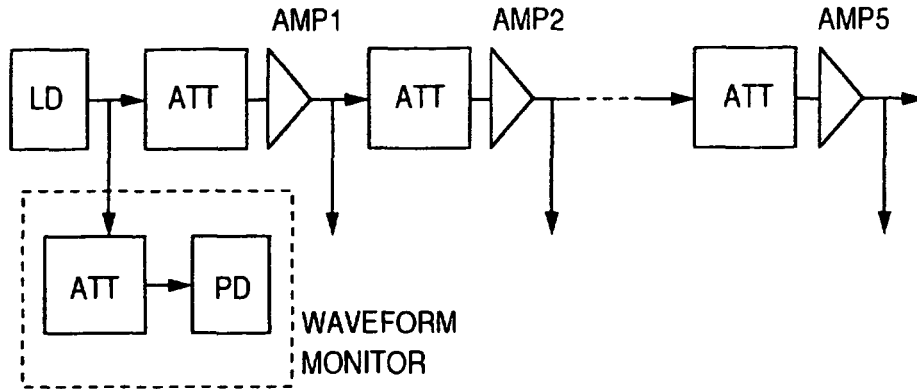 AMP1
AMP2
AMP5
LD
ATT
ATT
ATT
ATT
PD
WAVEFORM
MONITOR